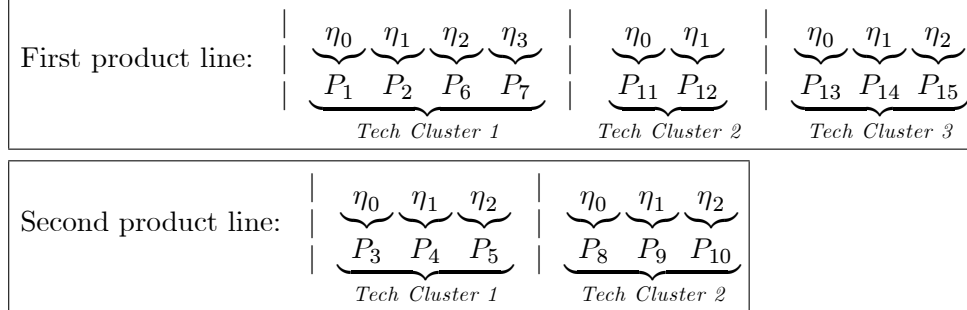 η₀ η₁ η₂ η₃ η₀ η₁ η₀ η₁ η₂
First product line:
P₁ P₂ P₆ P₇ P₁₁ P₁₂ P₁₃ P₁₄ P₁₅
Tech Cluster 1 Tech Cluster 2 Tech Cluster 3
η₀ η₁ η₂ η₀ η₁ η₂
Second product line:
P₃ P₄ P₅ P₈ P₉ P₁₀
Tech Cluster 1 Tech Cluster 2